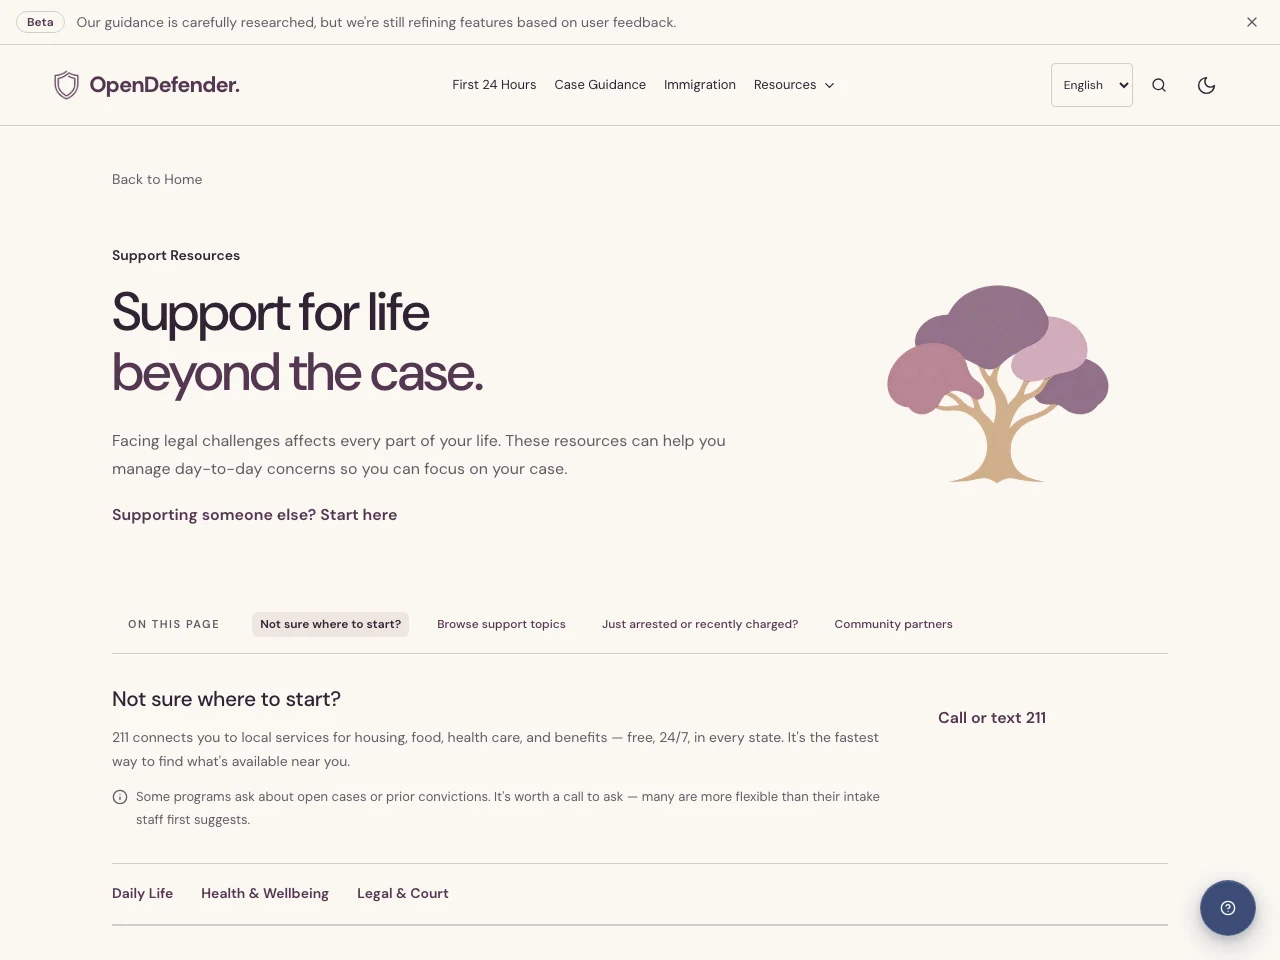 Beta Our guidance is carefully researched, but we're still refining features based on user feedback.
OpenDefender.
First 24 Hours Case Guidance Immigration Resources
English
Back to Home
Support Resources
Support for life
beyond the case.
Facing legal challenges affects every part of your life. These resources can help you
manage day-to-day concerns so you can focus on your case.
Supporting someone else? Start here
ON THIS PAGE Not sure where to start? Browse support topics Just arrested or recently charged? Community partners
Not sure where to start?
211 connects you to local services for housing, food, health care, and benefits — free, 24/7, in every state. It's the fastest
way to find what's available near you.
Some programs ask about open cases or prior convictions. It's worth a call to ask — many are more flexible than their intake
staff first suggests.
Call or text 211
Daily Life Health & Wellbeing Legal & Court